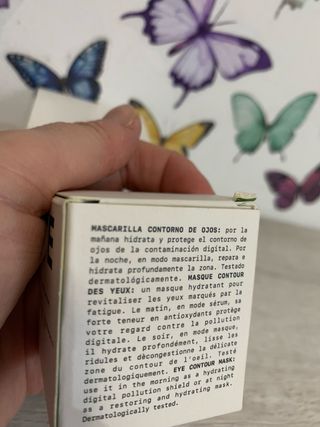 MASCARILLA CONTORNO DE OJOS: por la
mañana hidrata y protege el contorno de
ojos de la contaminación digital. Por
la noche, en modo mascarilla, repara e
hidrata profundamente la zona. Testado
dermatológicamente. MASQUE CONTOUR
DES YEUX: un masque hydratant pour
revitaliser les yeux marqués par la
fatigue. Le matin, en mode sérum, sa
forte teneur en antioxydants protège
votre regard contre la pollution
digitale. Le soir, en mode masque,
il hydrate profondément, lisse les
ridules et décongestionne la délicate
zone du contour de l'oeil. Testé
dermatologiquement. EYE CONTOUR MASK:
use it in the morning as a hydrating
digital pollution shield or at night
as a restoring and hydrating mask.
Dermatologically tested.